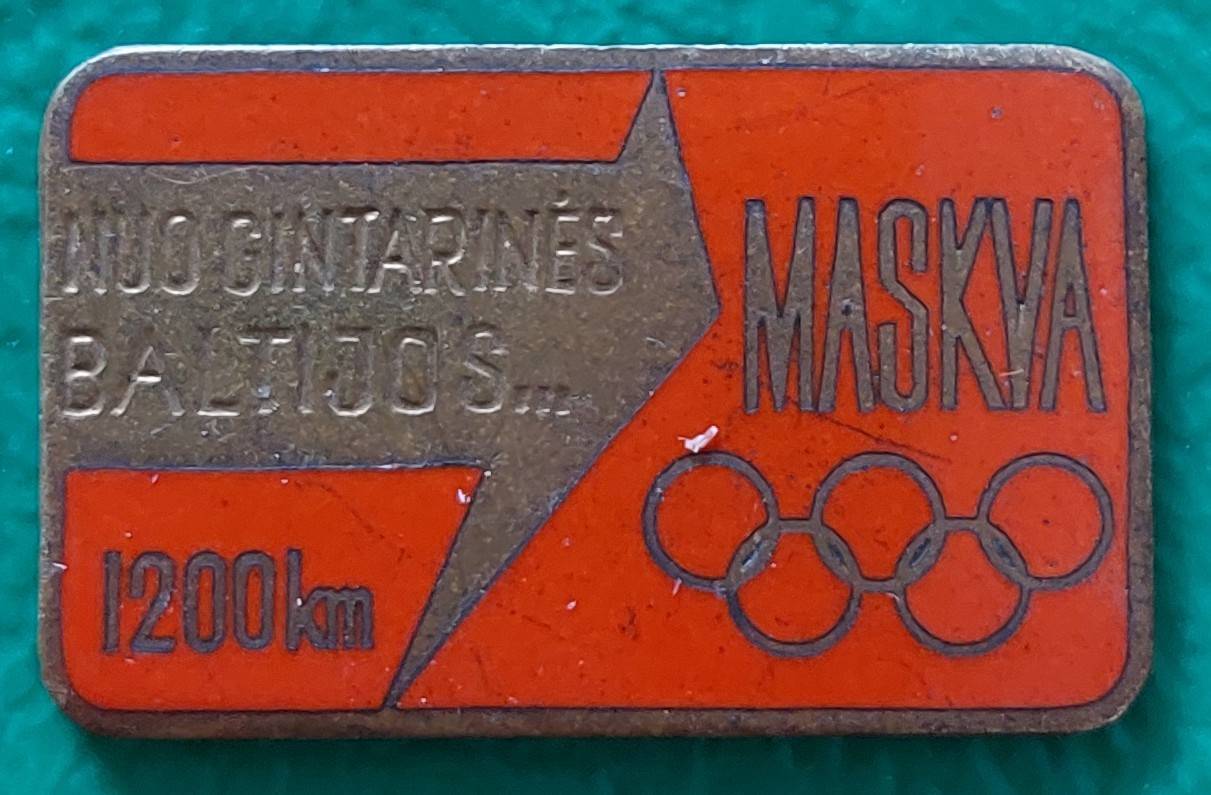 NUO GINTARINĖS
BALTIJOS...
MASKVA
1200km